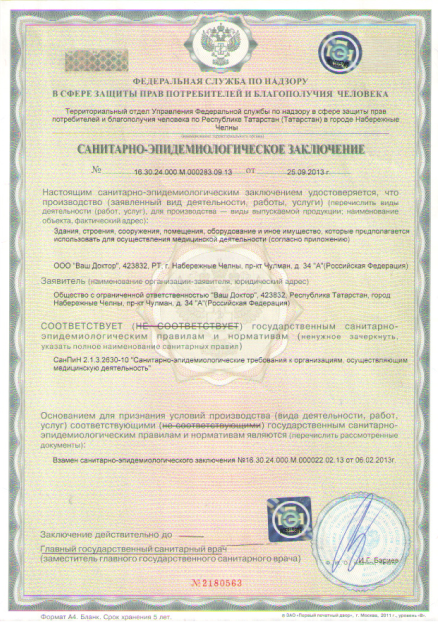 ФЕДЕРАЛЬНАЯ СЛУЖБА ПО НАДЗОРУ
В СФЕРЕ ЗАЩИТЫ ПРАВ ПОТРЕБИТЕЛЕЙ И БЛАГОПОЛУЧИЯ ЧЕЛОВЕКА
Территориальный отдел Управления Федеральной службы по надзору в сфере защиты прав
потребителей и благополучия человека по Республике Татарстан (Татарстан) в городе Набережные
Челны
САНИТАРНО-ЭПИДЕМИОЛОГИЧЕСКОЕ ЗАКЛЮЧЕНИЕ
№ 16.30.24.000.М.000283.09.13 от 25.09.2013 г.
Настоящим санитарно-эпидемиологическим заключением удостоверяется, что
производство (заявленный вид деятельности, работы, услуги) (перечислить виды
деятельности (работ, услуг), для производства — виды выпускаемой продукции; наименование
объекта, фактический адрес):
Здания, строения, сооружения, помещения, оборудование и иное имущество, которые предполагается
использовать для осуществления медицинской деятельности (согласно приложению)
ООО "Ваш Доктор", 423832, РТ, г. Набережные Челны, пр-кт Чулман, д. 34 "А"(Российская Федерация)
Заявитель (наименование организации-заявителя, юридический адрес)
Общество с ограниченной ответственностью "Ваш Доктор", 423832, Республика Татарстан, город
Набережные Челны, пр-кт Чулман, д. 34 "А"(Российская Федерация)
СООТВЕТСТВУЕТ (НЕ СООТВЕТСТВУЕТ) государственным санитарно-
эпидемиологическим правилам и нормативам (ненужное зачеркнуть,
указать полное наименование санитарных правил)
СанПиН 2.1.3.2630-10 "Санитарно-эпидемиологические требования к организациям, осуществляющим
медицинскую деятельность"
Основанием для признания условий производства (вида деятельности, работ,
услуг) соответствующими (не соответствующими) государственным санитарно-
эпидемиологическим правилам и нормативам являются (перечислить рассмотренные
документы):
Взамен санитарно-эпидемиологического заключения №16.30.24.000.М.000022.02.13 от 06.02.2013г.
Заключение действительно до
Главный государственный санитарный врач
(заместитель главного государственного санитарного врача)
№2180563
Формат А4. Бланк. Срок хранения 5 лет.
© ЗАО «Первый печатный двор», г. Москва, 2011 г., уровень «В».